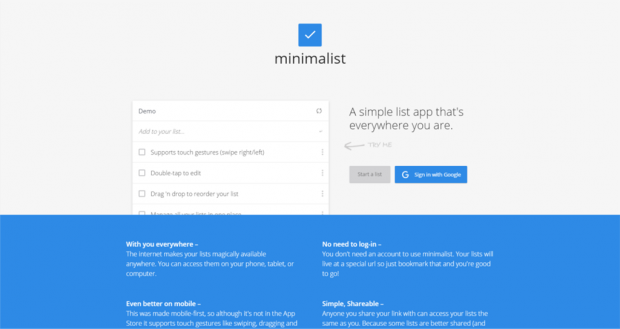 minimalist
Demo
Add to your list...
Supports touch gestures (swipe right/left)
Double-tap to edit
Drag 'n drop to reorder your list
Manage all your lists in one place
A simple list app that's
everywhere you are.
TRY ME
Start a list
Sign in with Google
With you everywhere –
The Internet makes your lists magically available
anywhere. You can access them on your phone, tablet, or
computer.
No need to log-in –
You don't need an account to use minimalist. Your lists
will live at a special url so just bookmark that and you're good
to go!
Even better on mobile –
This was made mobile-first, so although it's not in the App
Store it supports touch gestures like swiping, dragging and
Simple, Shareable –
Anyone you share your link with can access your lists
the same as you. Because some lists are better shared (and